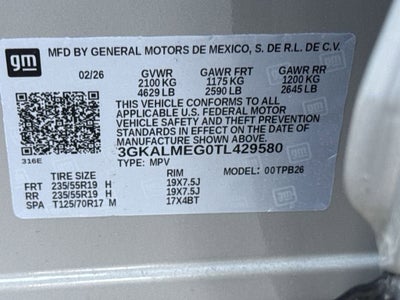 gm
MFD BY GENERAL MOTORS DE MEXICO, S. DE R.L. DE C.V.
02/26 GVWR GAWR FRT GAWR RR
2100 KG 1175 KG 1200 KG
4629 LB 2590 LB 2645 LB
THIS VEHICLE CONFORMS TO ALL
APPLICABLE U.S. FEDERAL MOTOR
VEHICLE SAFETY AND THEFT PREVENTION
STANDARDS IN EFFECT ON THE DATE OF
MANUFACTURE SHOWN ABOVE.
3GKALMEG0TL429580
316E TYPE: MPV
TIRE SIZE RIM MODEL: 00TPB26
FRT 235/55R19 H 19X7.5J
RR 235/55R19 H 19X7.5J
SPA T125/70R17 M 17X4BT
gm